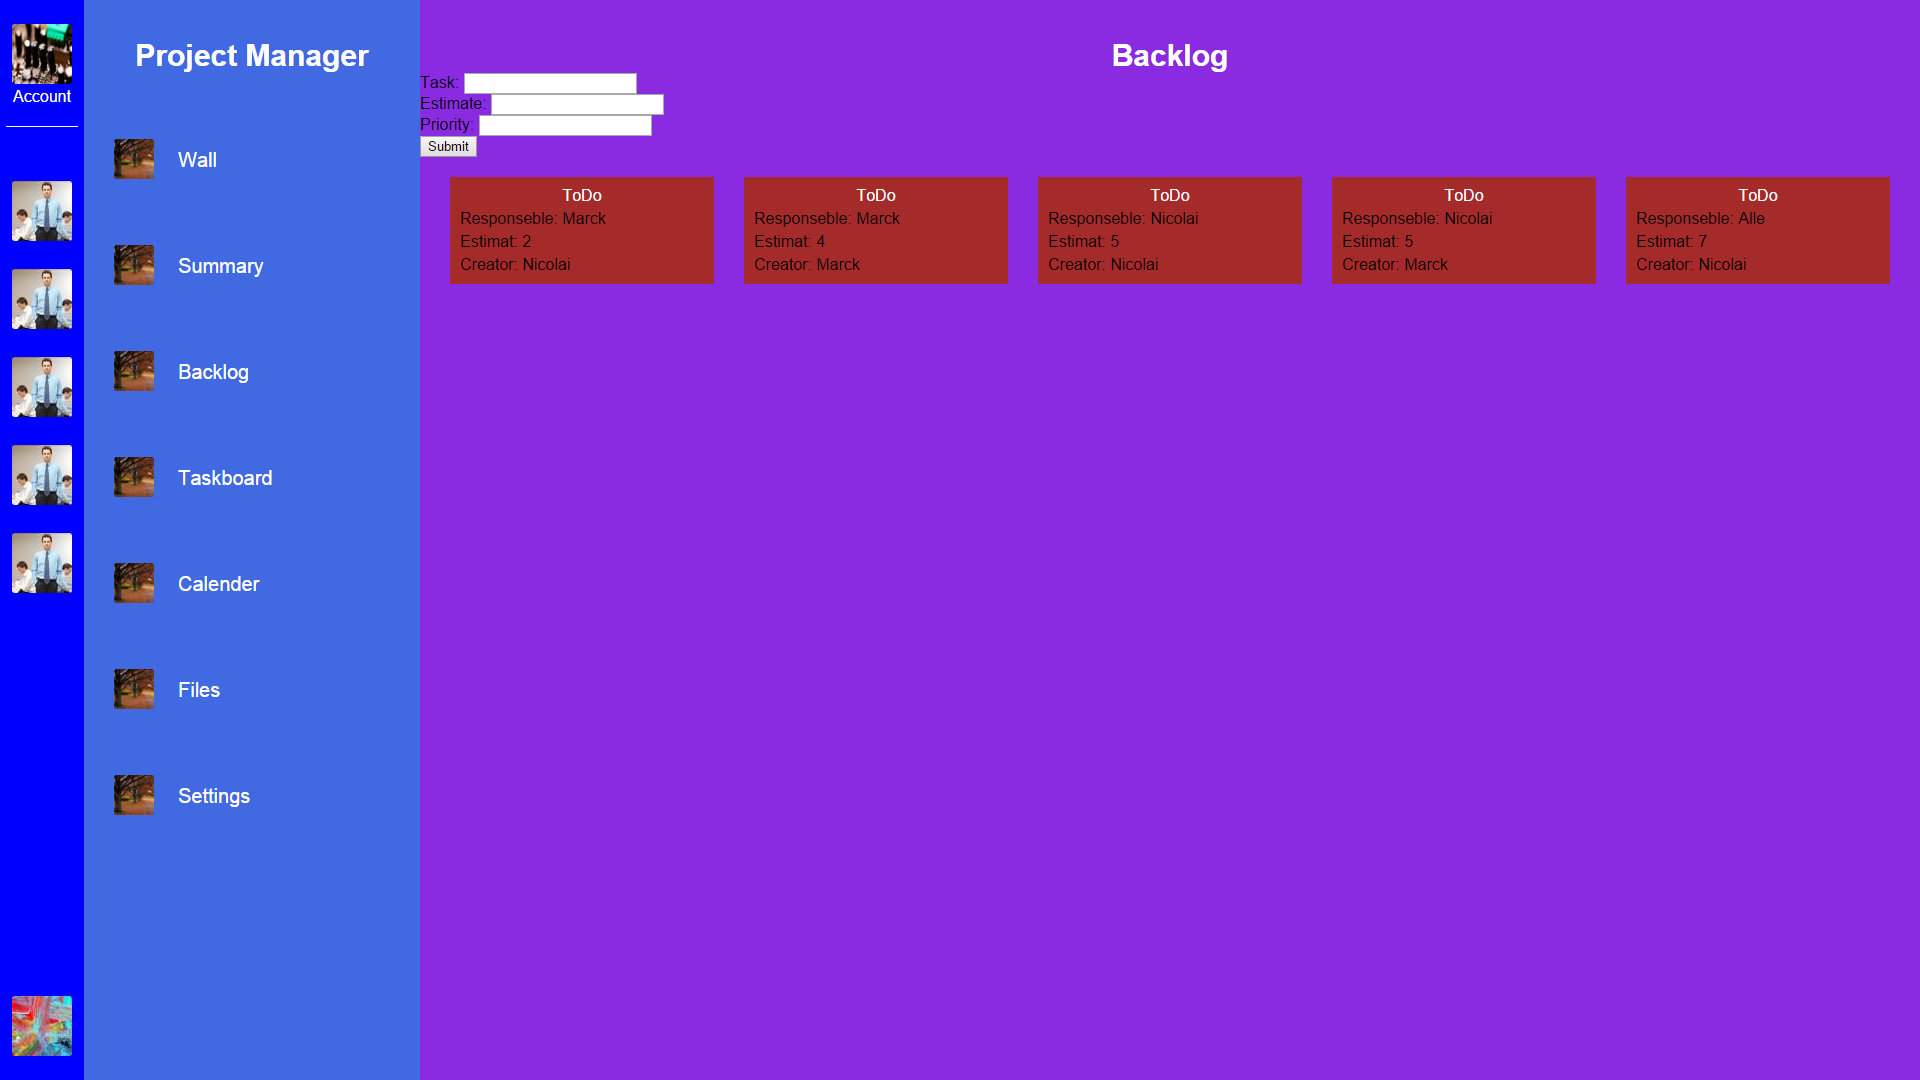 Account
Project Manager
Wall
Summary
Backlog
Taskboard
Calender
Files
Settings
Backlog
Task:
Estimate:
Priority:
Submit
ToDo
Responseble: Marck
Estimat: 2
Creator: Nicolai
ToDo
Responseble: Marck
Estimat: 4
Creator: Marck
ToDo
Responseble: Nicolai
Estimat: 5
Creator: Nicolai
ToDo
Responseble: Nicolai
Estimat: 5
Creator: Marck
ToDo
Responseble: Alle
Estimat: 7
Creator: Nicolai